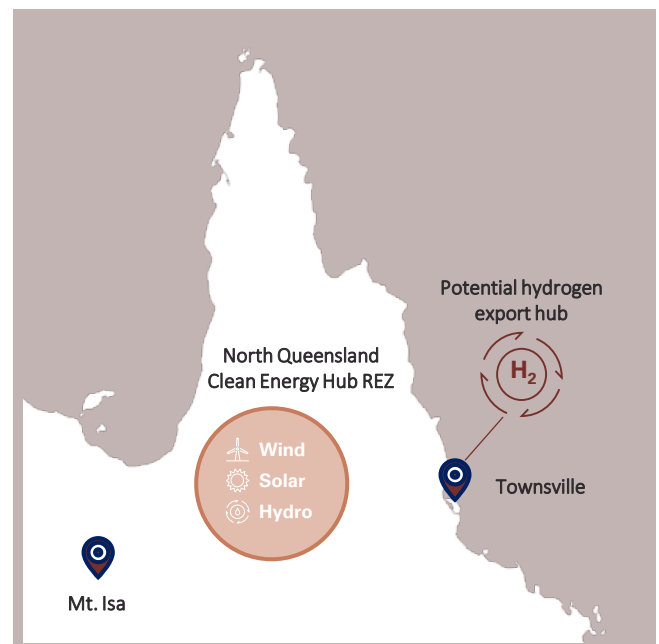 Potential hydrogen
export hub
H2
North Queensland
Clean Energy Hub REZ
Wind
Solar
Hydro
Townsville
Mt. Isa